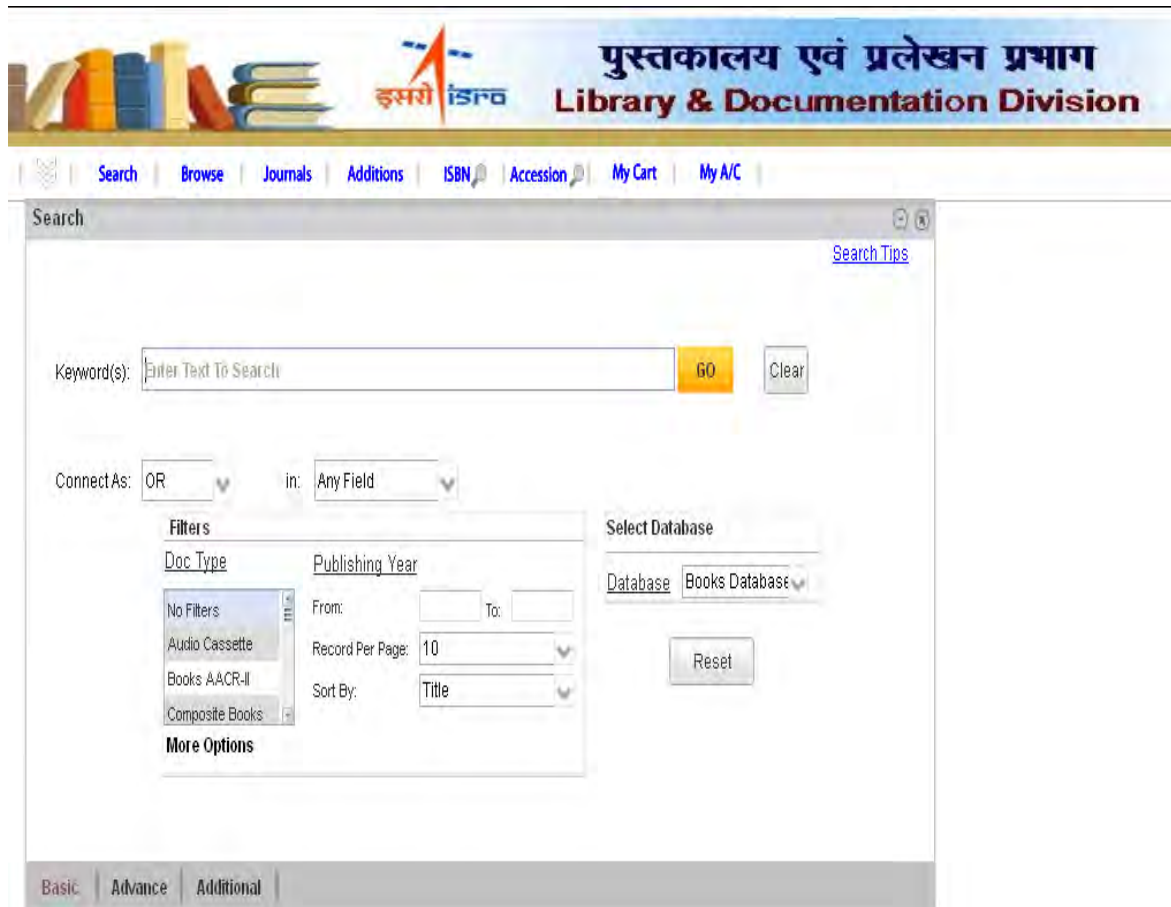 पुस्तकालय एवं प्रलेखन प्रभाग
इसरो isro
Library & Documentation Division
Search Browse Journals Additions ISBN Accession My Cart My A/C
Search
Search Tips
Keyword(s): Enter Text To Search GO Clear
Connect As: OR in: Any Field
Filters Select Database
Doc Type Publishing Year
Database Books Database
No Filters From: To:
Audio Cassette Record Per Page: 10
Reset
Books AACR-II
Sort By: Title
Composite Books
More Options
Basic Advance Additional